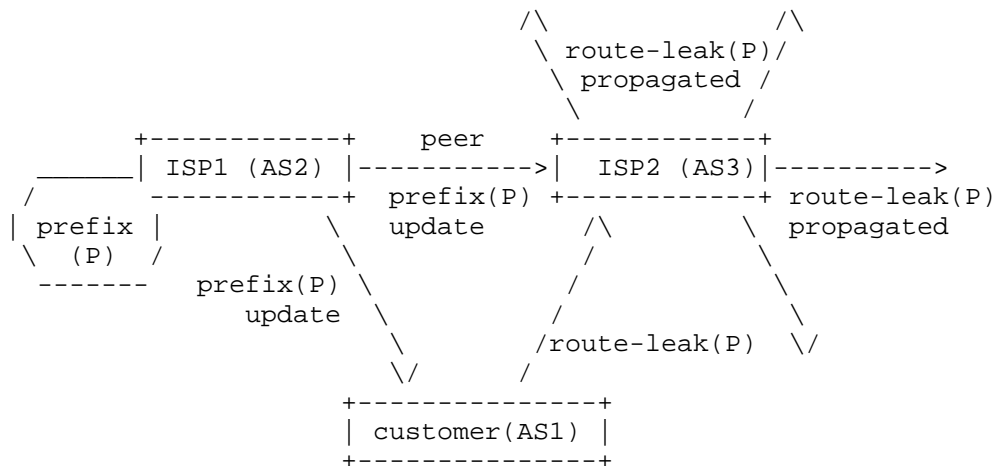 /\ /\
\ route-leak(P)/
\ propagated /
\ /
+------------+ peer +------------+
______| ISP1 (AS2) |----------->| ISP2 (AS3)|---------->
/ ------------+ prefix(P) +------------+ route-leak(P)
| prefix | \ update /\ \ propagated
\ (P) / \ / \
------- prefix(P) \ / \
update \ / \
\ /route-leak(P) \/
\/ /
+---------------+
| customer(AS1) |
+---------------+